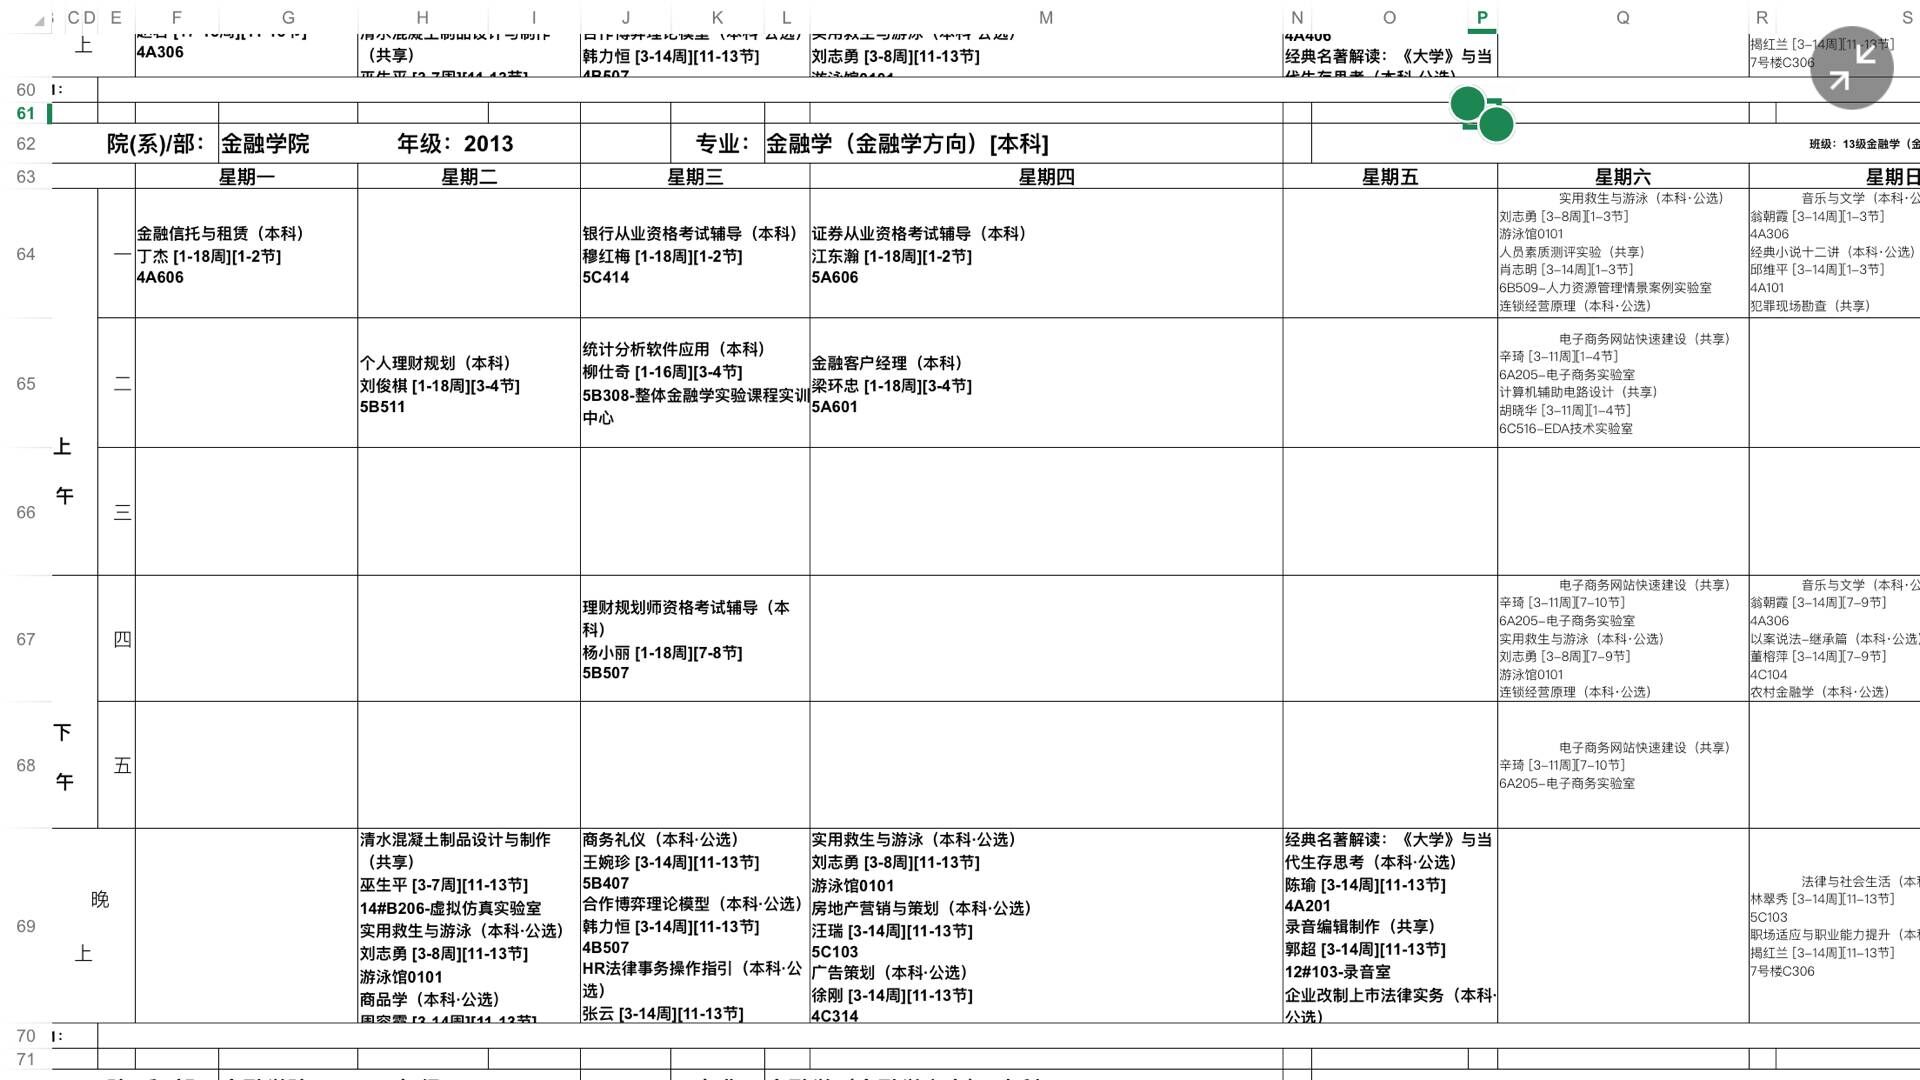 C D E F G H I J K L M N O P Q R S
上
4A306
（共享）
韩力恒 [3-14周][11-13节]
刘志勇 [3-8周][11-13节]
经典名著解读：《大学》与当
揭红兰 [3-14周][11-13节]
7号楼C306
60
61
62 院(系)/部： 金融学院 年级：2013 专业： 金融学（金融学方向）[本科] 班级：13级金融学（金
63 星期一 星期二 星期三 星期四 星期五 星期六 星期日
64 一
金融信托与租赁（本科）
丁杰 [1-18周][1-2节]
4A606
银行从业资格考试辅导（本科）
穆红梅 [1-18周][1-2节]
5C414
证券从业资格考试辅导（本科）
江东瀚 [1-18周][1-2节]
5A606
实用救生与游泳（本科·公选）
刘志勇 [3-8周][1-3节]
游泳馆0101
人员素质测评实验（共享）
肖志明 [3-14周][1-3节]
6B509-人力资源管理情景案例实验室
连锁经营原理（本科·公选）
音乐与文学（本科·公
翁朝霞 [3-14周][1-3节]
4A306
经典小说十二讲（本科·公选）
邱维平 [3-14周][1-3节]
4A101
犯罪现场勘查（共享）
65 二
个人理财规划（本科）
刘俊棋 [1-18周][3-4节]
5B511
统计分析软件应用（本科）
柳仕奇 [1-16周][3-4节]
5B308-整体金融学实验课程实训
中心
金融客户经理（本科）
梁环忠 [1-18周][3-4节]
5A601
电子商务网站快速建设（共享）
辛琦 [3-11周][1-4节]
6A205-电子商务实验室
计算机辅助电路设计（共享）
胡晓华 [3-11周][1-4节]
6C516-EDA技术实验室
上
午
66 三
67 四
理财规划师资格考试辅导（本
科）
杨小丽 [1-18周][7-8节]
5B507
电子商务网站快速建设（共享）
辛琦 [3-11周][7-10节]
6A205-电子商务实验室
实用救生与游泳（本科·公选）
刘志勇 [3-8周][7-9节]
游泳馆0101
连锁经营原理（本科·公选）
音乐与文学（本科·公
翁朝霞 [3-14周][7-9节]
4A306
以案说法-继承篇（本科·公选
董榕萍 [3-14周][7-9节]
4C104
农村金融学（本科·公选）
下
午
68 五
电子商务网站快速建设（共享）
辛琦 [3-11周][7-10节]
6A205-电子商务实验室
69
晚
上
清水混凝土制品设计与制作
（共享）
巫生平 [3-7周][11-13节]
14#B206-虚拟仿真实验室
实用救生与游泳（本科·公选）
刘志勇 [3-8周][11-13节]
游泳馆0101
商品学（本科·公选）
商务礼仪（本科·公选）
王婉珍 [3-14周][11-13节]
5B407
合作博弈理论模型（本科·公选）
韩力恒 [3-14周][11-13节]
4B507
HR法律事务操作指引（本科·公
选）
张云 [3-14周][11-13节]
实用救生与游泳（本科·公选）
刘志勇 [3-8周][11-13节]
游泳馆0101
房地产营销与策划（本科·公选）
汪瑞 [3-14周][11-13节]
5C103
广告策划（本科·公选）
徐刚 [3-14周][11-13节]
4C314
经典名著解读：《大学》与当
代生存思考（本科·公选）
陈瑜 [3-14周][11-13节]
4A201
录音编辑制作（共享）
郭超 [3-14周][11-13节]
12#103-录音室
企业改制上市法律实务（本科·
公选）
法律与社会生活（本科
林翠秀 [3-14周][11-13节]
5C103
职场适应与职业能力提升（本科
揭红兰 [3-14周][11-13节]
7号楼C306
70
71